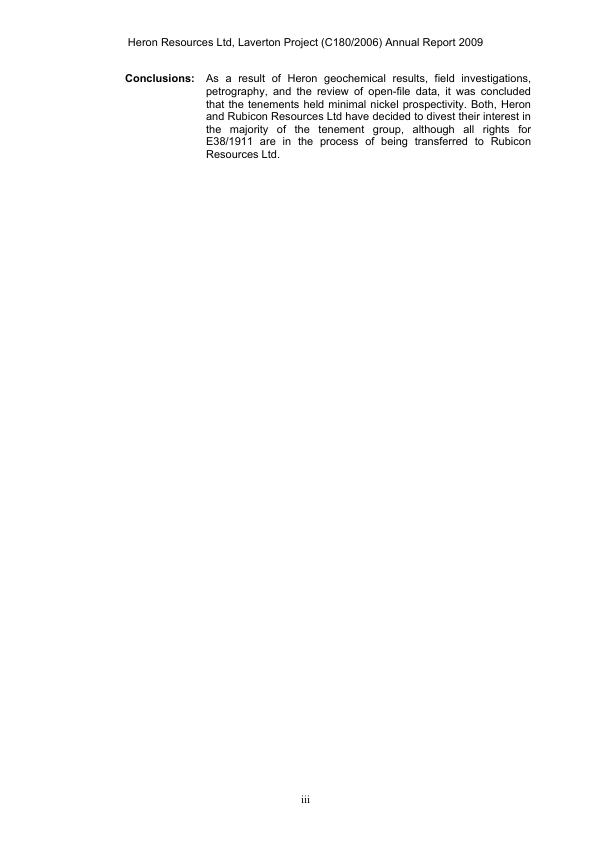 Heron Resources Ltd, Laverton Project (C180/2006) Annual Report 2009
Conclusions: As a result of Heron geochemical results, field investigations,
petrography, and the review of open-file data, it was concluded
that the tenements held minimal nickel prospectivity. Both, Heron
and Rubicon Resources Ltd have decided to divest their interest in
the majority of the tenement group, although all rights for
E38/1911 are in the process of being transferred to Rubicon
Resources Ltd.
iii